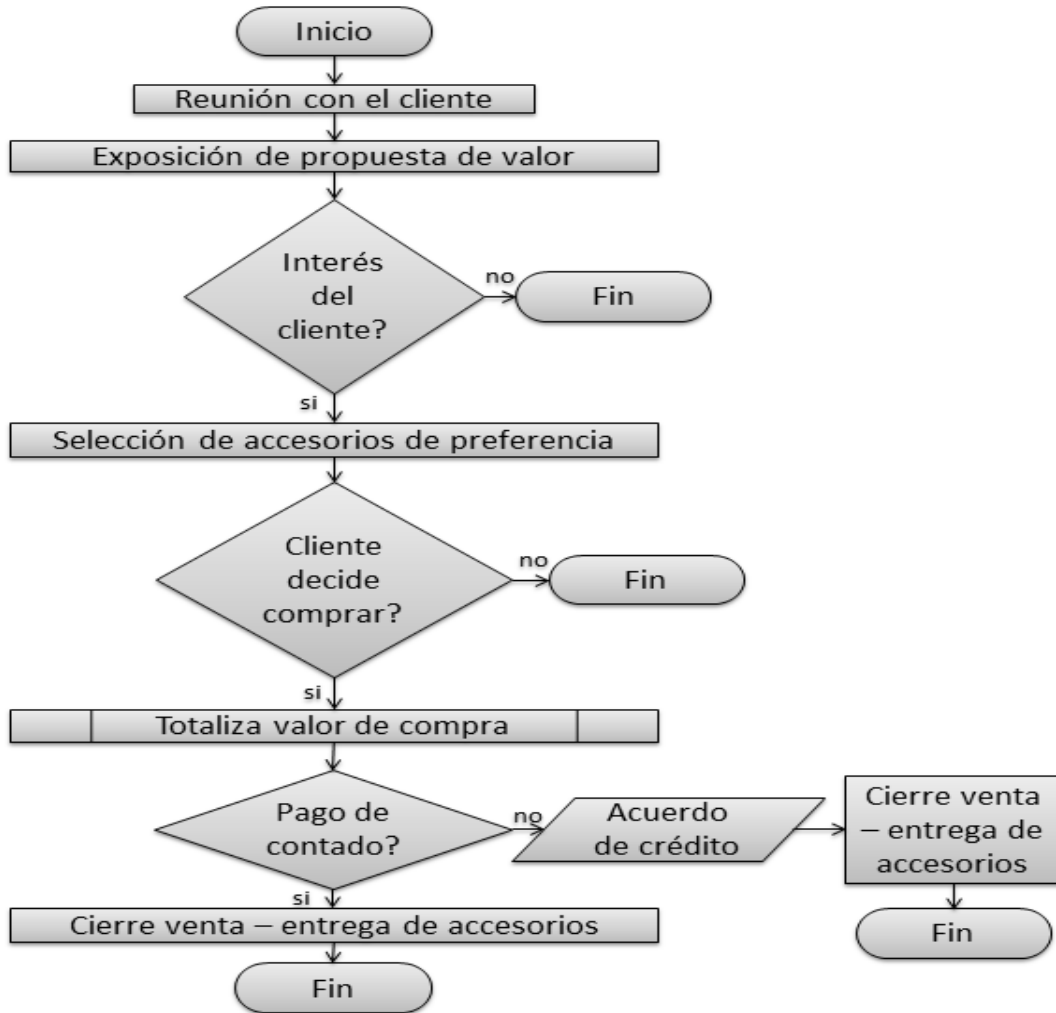 Inicio
Reunión con el cliente
Exposición de propuesta de valor
Interés
del
cliente?
no
Fin
si
Selección de accesorios de preferencia
Cliente
decide
comprar?
no
Fin
si
Totaliza valor de compra
Pago de
contado?
no
Acuerdo
de crédito
Cierre venta
– entrega de
accesorios
Fin
si
Cierre venta – entrega de accesorios
Fin